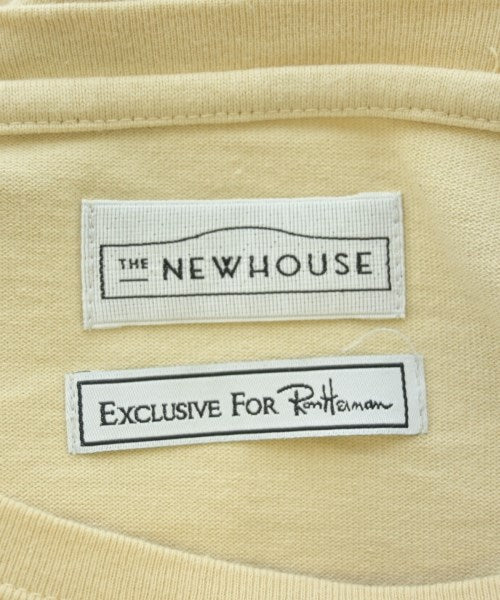 THE NEWHOUSE
EXCLUSIVE FOR Ron Herman